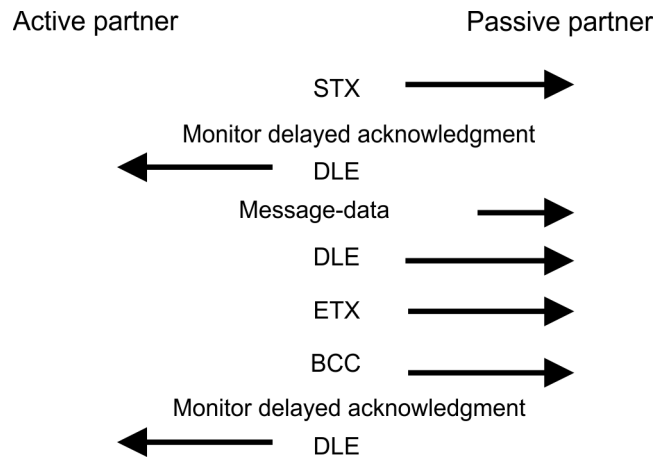 Active partner Passive partner
STX
Monitor delayed acknowledgment
DLE
Message-data
DLE
ETX
BCC
Monitor delayed acknowledgment
DLE